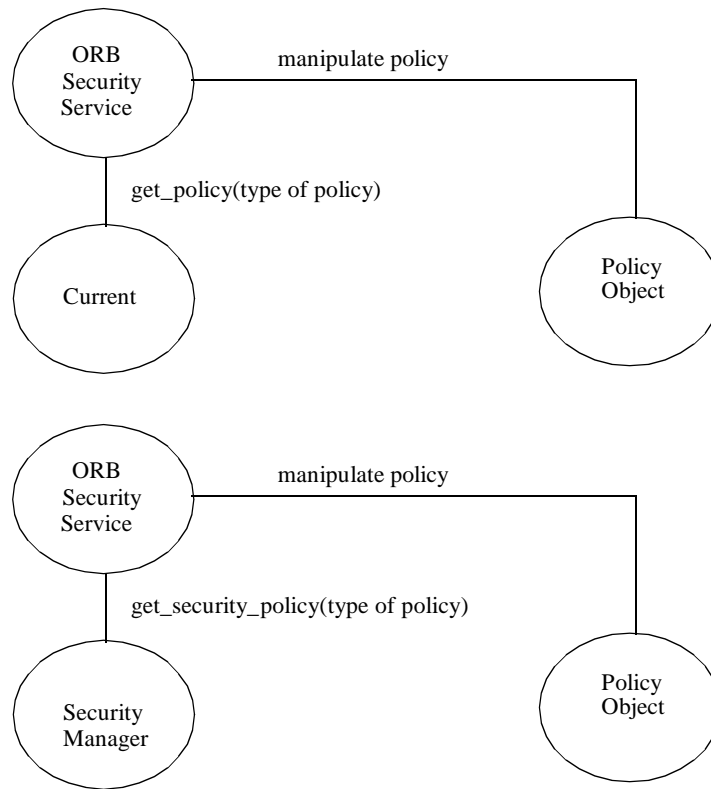 ORB
Security
Service
manipulate policy
get_policy(type of policy)
Current
Policy
Object
ORB
Security
Service
manipulate policy
get_security_policy(type of policy)
Security
Manager
Policy
Object